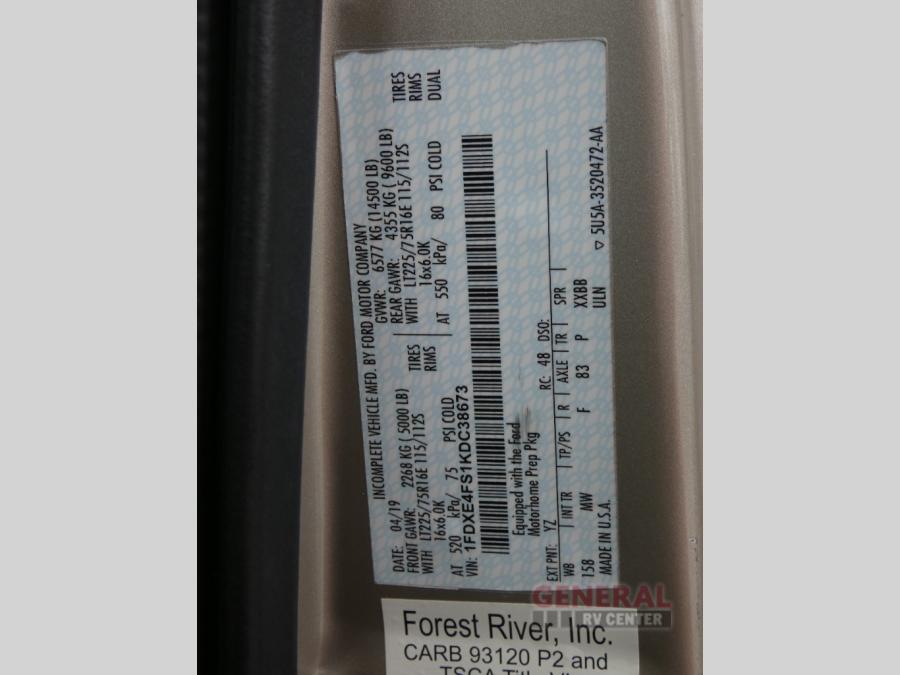 INCOMPLETE VEHICLE MFD. BY FORD MOTOR COMPANY
DATE: 04/19 GVWR: 6577 KG (14500 LB)
FRONT GAWR: 2268 KG ( 5000 LB) REAR GAWR: 4355 KG ( 9600 LB)
WITH LT225/75R16E 115/112S TIRES WITH LT225/75R16E 115/112S TIRES
16x6.0K RIMS 16x6.0K RIMS
AT 520 kPa/ 75 PSI COLD AT 550 kPa/ 80 PSI COLD DUAL
VIN: 1FDXE4FS1KDC38673
Equipped with the Ford
Motorhome Prep Pkg
EXT PNT: YZ RC: 48 DSO:
WB INT TR TP/PS R AXLE TR SPR
158 MW F 83 P XXBB
ULN
MADE IN U.S.A. ▽ 5U5A-3520472-AA
GENERAL
RV CENTER
Forest River, Inc.
CARB 93120 P2 and